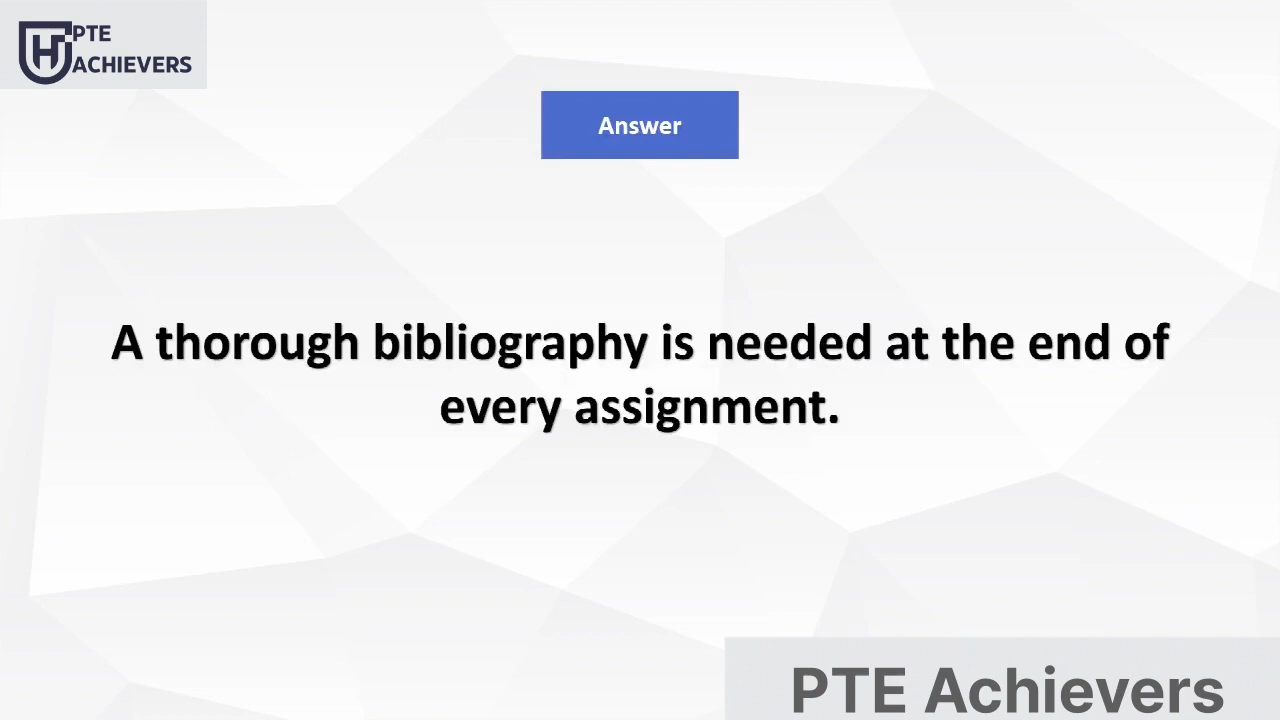 PTE
ACHIEVERS
Answer
A thorough bibliography is needed at the end of
every assignment.
PTE Achievers